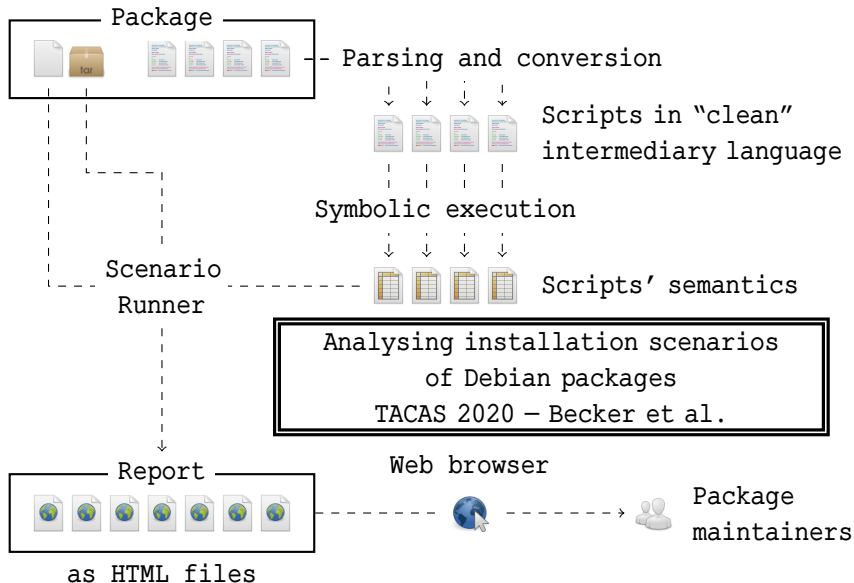 Package
tar
Parsing and conversion
Scripts in “clean”
intermediary language
Symbolic execution
Scripts’ semantics
Scenario
Runner
Analysing installation scenarios
of Debian packages
TACAS 2020 – Becker et al.
Report
Web browser
Package
maintainers
as HTML files